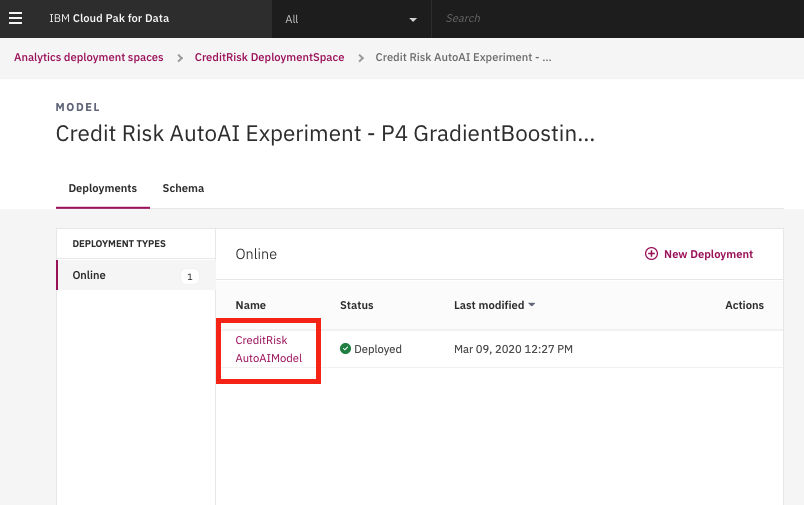 IBM Cloud Pak for Data
All
Search
Analytics deployment spaces
CreditRisk DeploymentSpace
Credit Risk AutoAI Experiment - ...
MODEL
Credit Risk AutoAI Experiment - P4 GradientBoostin...
Deployments
Schema
DEPLOYMENT TYPES
Online
1
Online
New Deployment
Name
Status
Last modified
Actions
CreditRisk
AutoAIModel
Deployed
Mar 09, 2020 12:27 PM